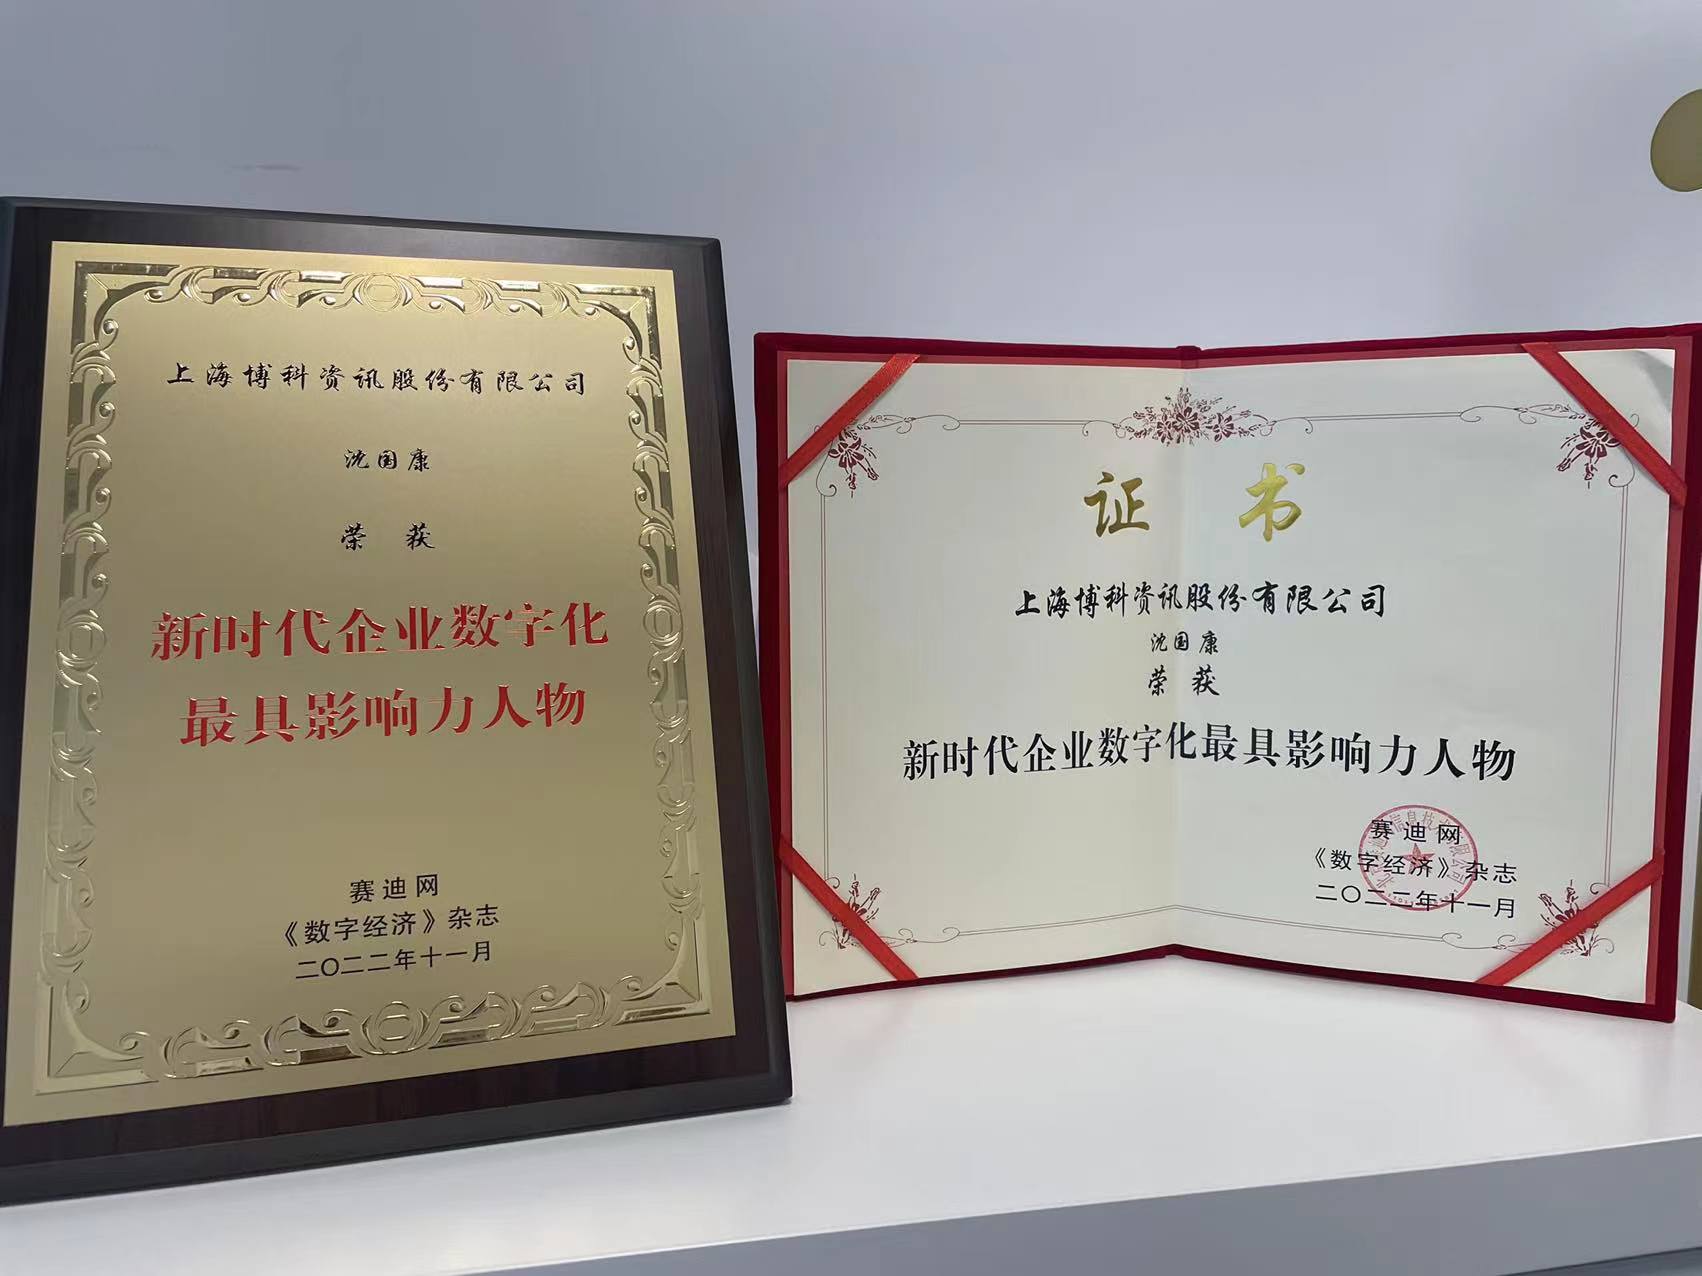 上海博科资讯股份有限公司
沈国康
荣 获
新时代企业数字化
最具影响力人物
赛迪网
《数字经济》杂志
二〇二二年十一月
证 书
上海博科资讯股份有限公司
沈国康
荣 获
新时代企业数字化最具影响力人物
赛迪网
《数字经济》杂志
二〇二二年十一月